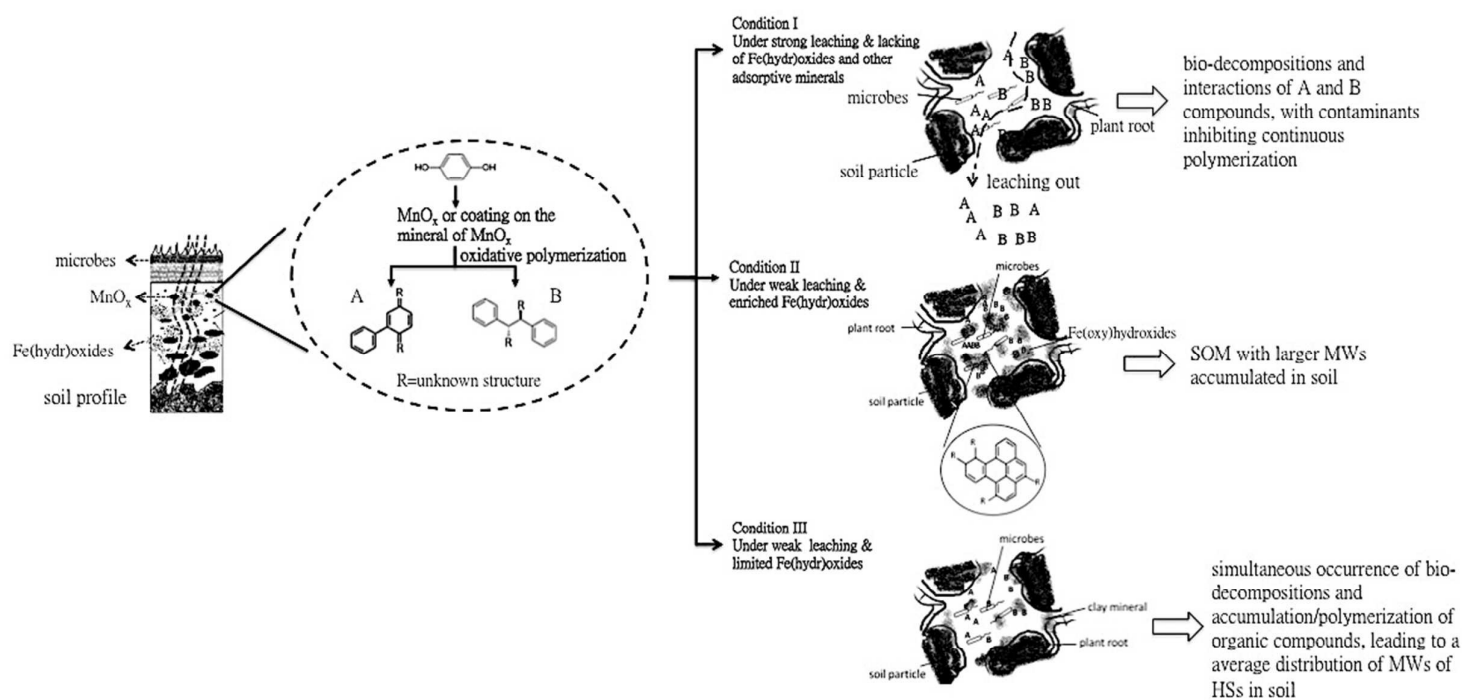 microbes
MnOx
Fe(hydr)oxides
soil profile
HO
OH
MnOx or coating on the
mineral of MnOx
oxidative polymerization
A
B
R
R
R
R
R=unknown structure
Condition I
Under strong leaching & lacking
of Fe(hydr)oxides and other
adsorptive minerals
microbes
soil particle
plant root
A
B
B
A
B
BB
A
A
A
leaching out
A
A
B B A
A
B BB
bio-decompositions and
interactions of A and B
compounds, with contaminants
inhibiting continuous
polymerization
Condition II
Under weak leaching &
enriched Fe(hydr)oxides
microbes
plant root
Fe(oxy)hydroxides
AABB
soil particle
R
R
R
R
R
SOM with larger MWs
accumulated in soil
Condition III
Under weak leaching &
limited Fe(hydr)oxides
microbes
clay mineral
plant root
soil particle
simultaneous occurrence of bio-
decompositions and
accumulation/polymerization of
organic compounds, leading to a
average distribution of MWs of
HSs in soil